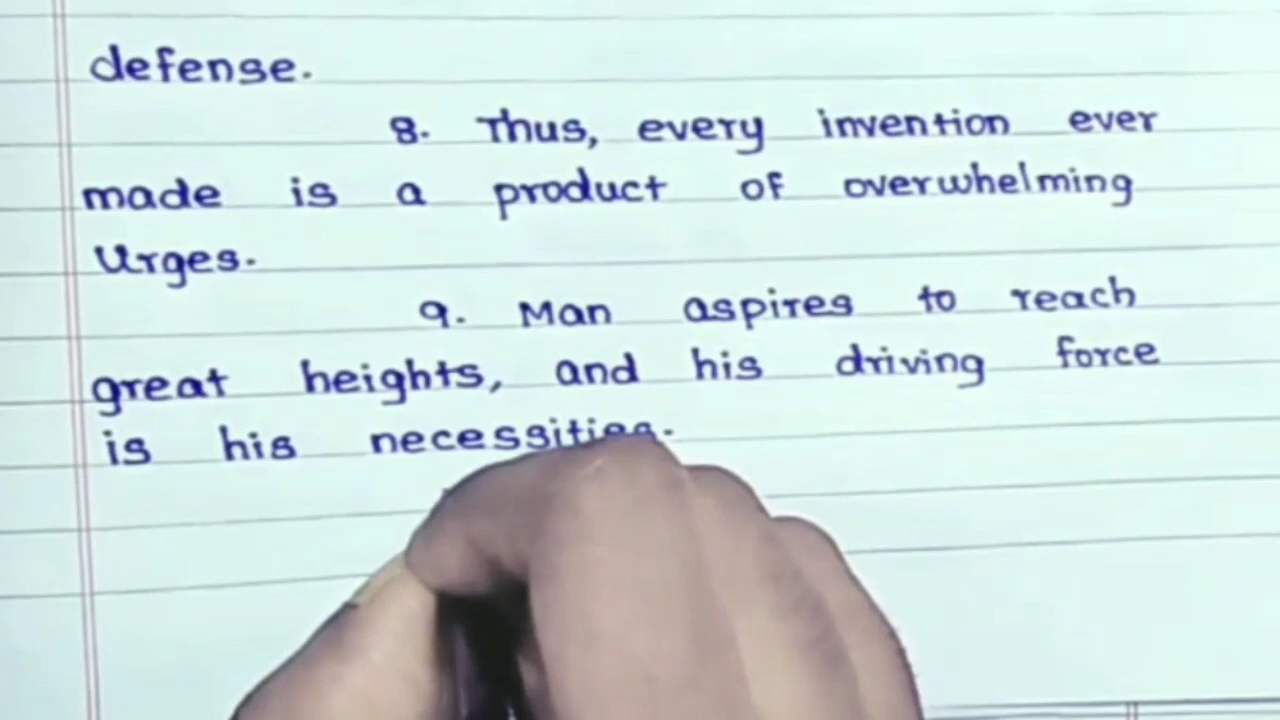 defense.
8. Thus, every invention ever
made is a product of overwhelming
Urges.
9. Man aspires to reach
great heights, and his driving force
is his necessities.